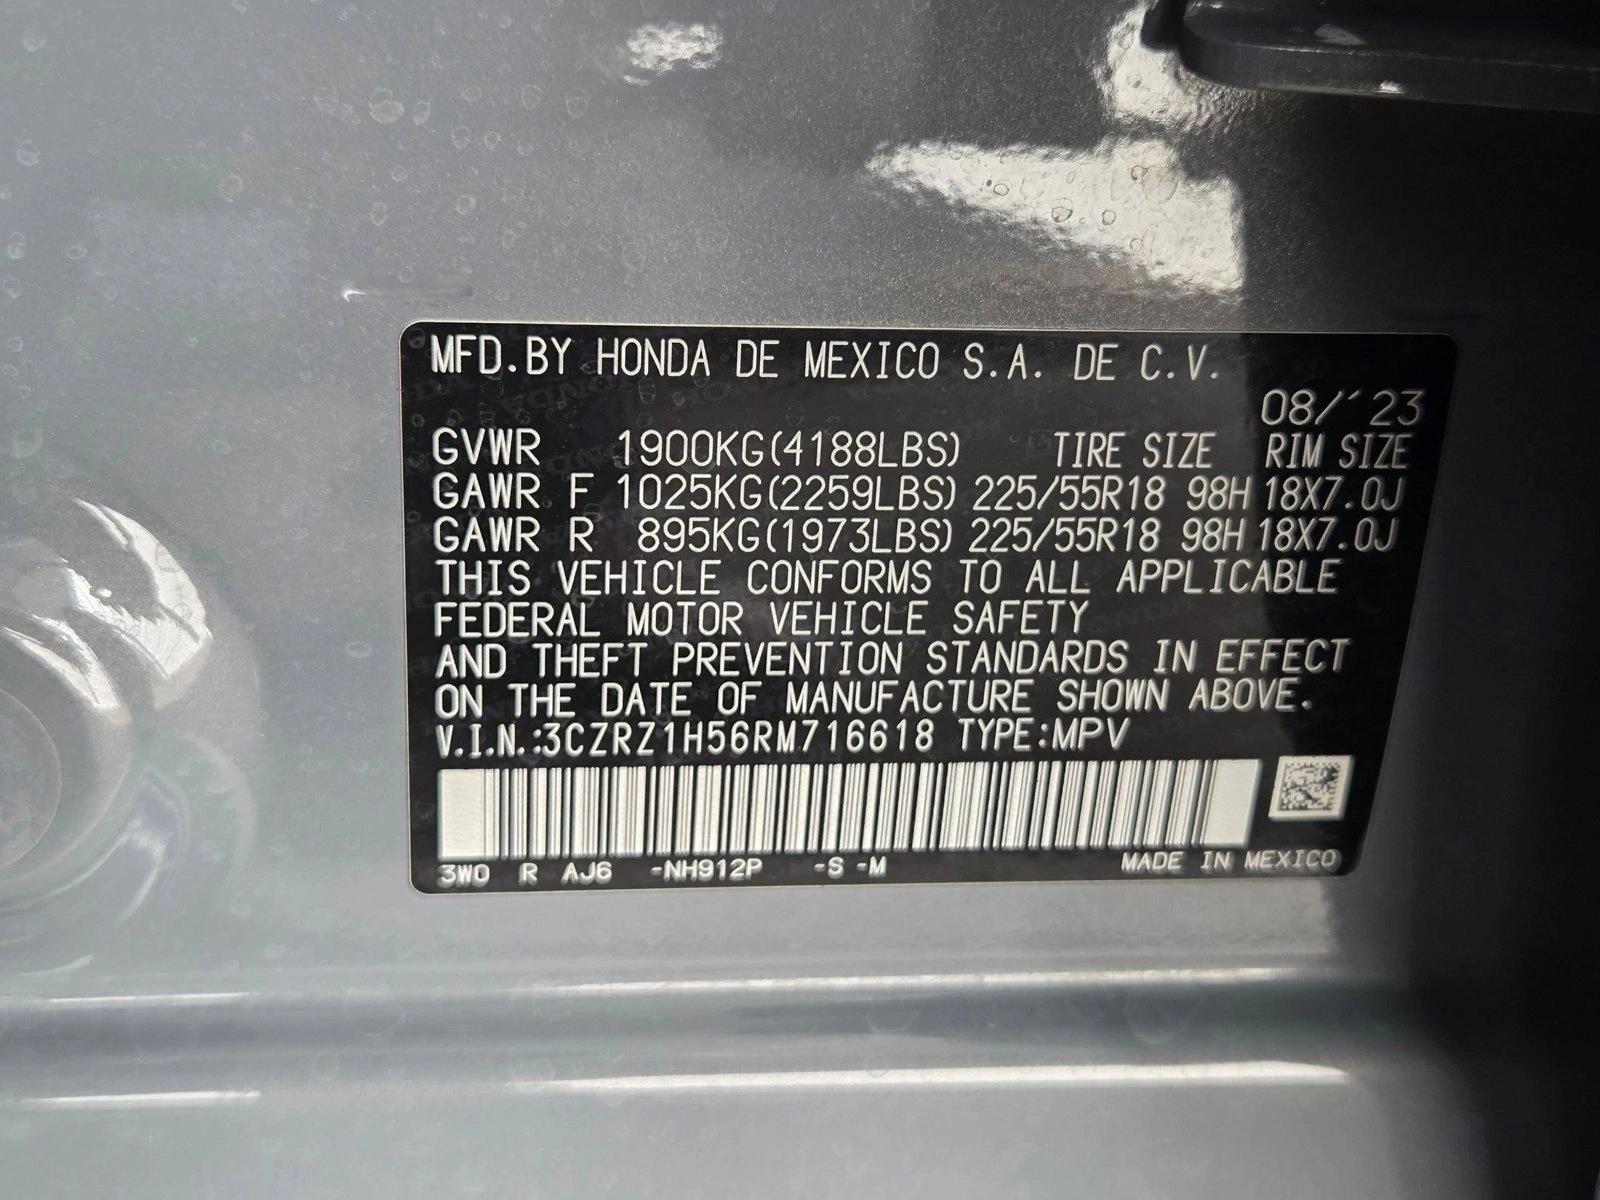 MFD.BY HONDA DE MEXICO S.A. DE C.V.
08/´23
GVWR 1900KG(4188LBS) TIRE SIZE RIM SIZE
GAWR F 1025KG(2259LBS) 225/55R18 98H 18X7.0J
GAWR R 895KG(1973LBS) 225/55R18 98H 18X7.0J
THIS VEHICLE CONFORMS TO ALL APPLICABLE
FEDERAL MOTOR VEHICLE SAFETY
AND THEFT PREVENTION STANDARDS IN EFFECT
ON THE DATE OF MANUFACTURE SHOWN ABOVE.
V.I.N.:3CZRZ1H56RM716618 TYPE:MPV
3W0 R AJ6 -NH912P -S -M MADE IN MEXICO